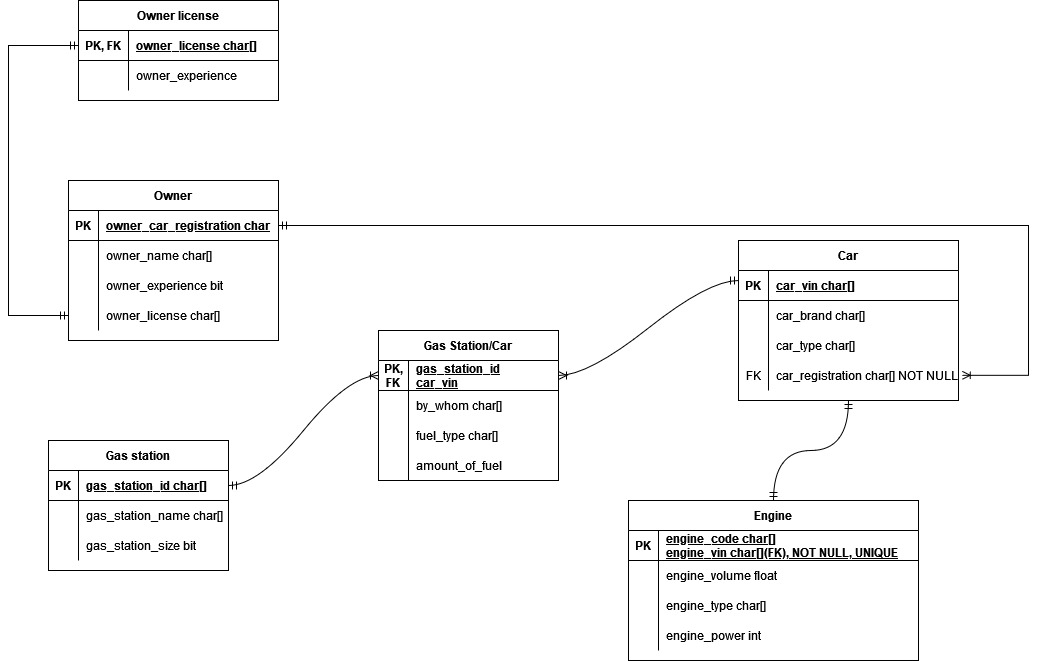 Owner license
PK, FK owner_license char[]
owner_experience
Owner
PK owner_car_registration char
owner_name char[]
owner_experience bit
owner_license char[]
Car
PK car_vin char[]
car_brand char[]
car_type char[]
FK car_registration char[] NOT NULL
Gas Station/Car
PK, gas_station_id
FK car_vin
by_whom char[]
fuel_type char[]
amount_of_fuel
Gas station
PK gas_station_id char[]
gas_station_name char[]
gas_station_size bit
Engine
PK engine_code char[]
engine_vin char[](FK), NOT NULL, UNIQUE
engine_volume float
engine_type char[]
engine_power int